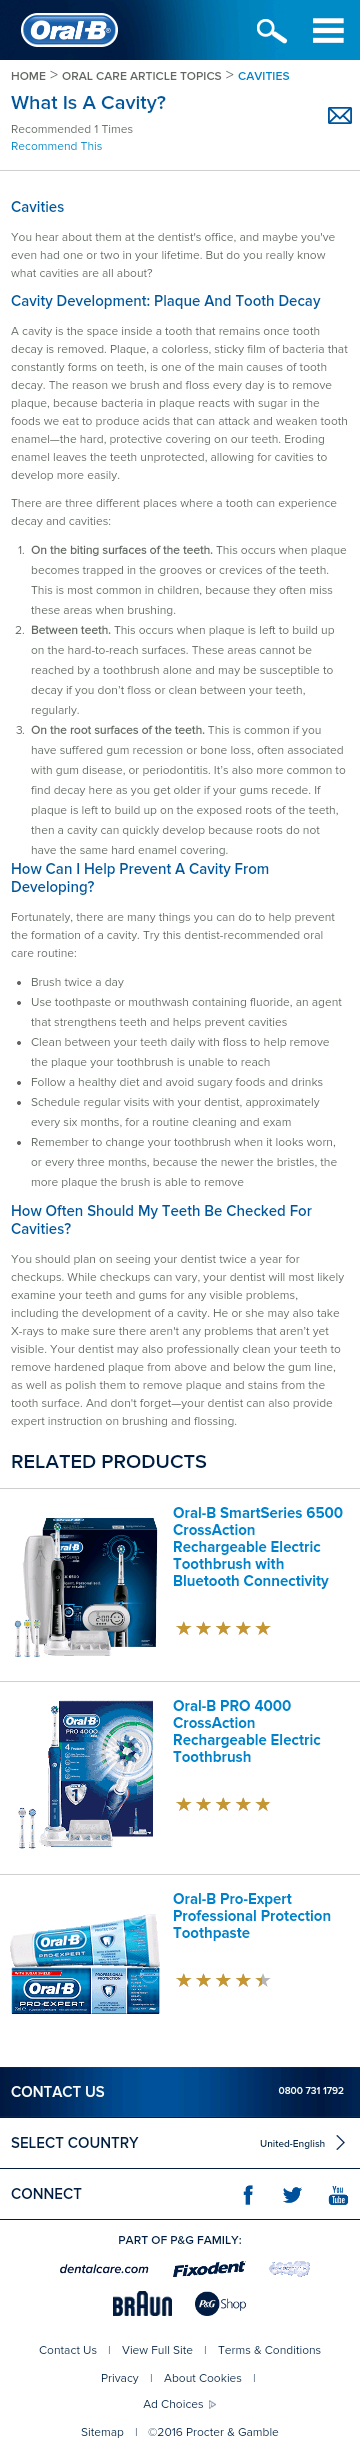 Oral-B
HOME > ORAL CARE ARTICLE TOPICS > CAVITIES
What Is A Cavity?
Recommended 1 Times
Recommend This
Cavities
You hear about them at the dentist's office, and maybe you've
even had one or two in your lifetime. But do you really know
what cavities are all about?
Cavity Development: Plaque And Tooth Decay
A cavity is the space inside a tooth that remains once tooth
decay is removed. Plaque, a colorless, sticky film of bacteria that
constantly forms on teeth, is one of the main causes of tooth
decay. The reason we brush and floss every day is to remove
plaque, because bacteria in plaque reacts with sugar in the
foods we eat to produce acids that can attack and weaken tooth
enamel—the hard, protective covering on our teeth. Eroding
enamel leaves the teeth unprotected, allowing for cavities to
develop more easily.
There are three different places where a tooth can experience
decay and cavities:
1. On the biting surfaces of the teeth. This occurs when plaque
becomes trapped in the grooves or crevices of the teeth.
This is most common in children, because they often miss
these areas when brushing.
2. Between teeth. This occurs when plaque is left to build up
on the hard-to-reach surfaces. These areas cannot be
reached by a toothbrush alone and may be susceptible to
decay if you don't floss or clean between your teeth,
regularly.
3. On the root surfaces of the teeth. This is common if you
have suffered gum recession or bone loss, often associated
with gum disease, or periodontitis. It's also more common to
find decay here as you get older if your gums recede. If
plaque is left to build up on the exposed roots of the teeth,
then a cavity can quickly develop because roots do not
have the same hard enamel covering.
How Can I Help Prevent A Cavity From
Developing?
Fortunately, there are many things you can do to help prevent
the formation of a cavity. Try this dentist-recommended oral
care routine:
• Brush twice a day
• Use toothpaste or mouthwash containing fluoride, an agent
that strengthens teeth and helps prevent cavities
• Clean between your teeth daily with floss to help remove
the plaque your toothbrush is unable to reach
• Follow a healthy diet and avoid sugary foods and drinks
• Schedule regular visits with your dentist, approximately
every six months, for a routine cleaning and exam
• Remember to change your toothbrush when it looks worn,
or every three months, because the newer the bristles, the
more plaque the brush is able to remove
How Often Should My Teeth Be Checked For
Cavities?
You should plan on seeing your dentist twice a year for
checkups. While checkups can vary, your dentist will most likely
examine your teeth and gums for any visible problems,
including the development of a cavity. He or she may also take
X-rays to make sure there aren't any problems that aren't yet
visible. Your dentist may also professionally clean your teeth to
remove hardened plaque from above and below the gum line,
as well as polish them to remove plaque and stains from the
tooth surface. And don't forget—your dentist can also provide
expert instruction on brushing and flossing.
RELATED PRODUCTS
Oral-B
Oral-B SmartSeries 6500
CrossAction
Rechargeable Electric
Toothbrush with
Bluetooth Connectivity
Oral-B
PRO 4000
Oral-B PRO 4000
CrossAction
Rechargeable Electric
Toothbrush
Oral-B
PRO-EXPERT
Oral-B
PRO-EXPERT
PROFESSIONAL
PROTECTION
Oral-B Pro-Expert
Professional Protection
Toothpaste
CONTACT US 0800 731 1792
SELECT COUNTRY United-English
CONNECT You Tube
PART OF P&G FAMILY:
dentalcare.com Fixodent
BRAUN P&G Shop
Contact Us | View Full Site | Terms & Conditions
Privacy | About Cookies |
Ad Choices
Sitemap | ©2016 Procter & Gamble